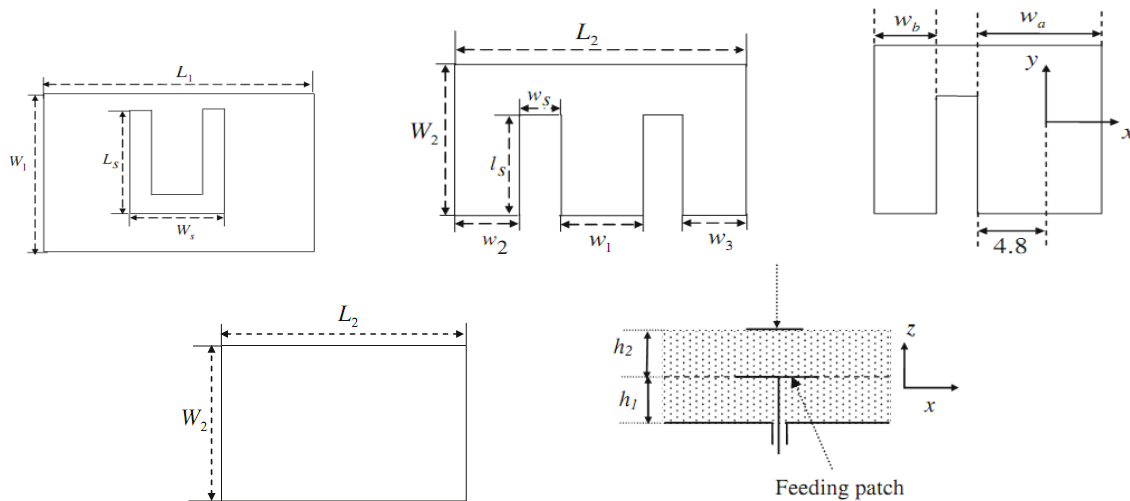 L₁
W₁
Lₛ
Wₛ
L₂
W₂
wₛ
lₛ
w₂
w₁
w₃
w_b
wₐ
y
x
4.8
L₂
W₂
h₂
h₁
z
x
Feeding patch